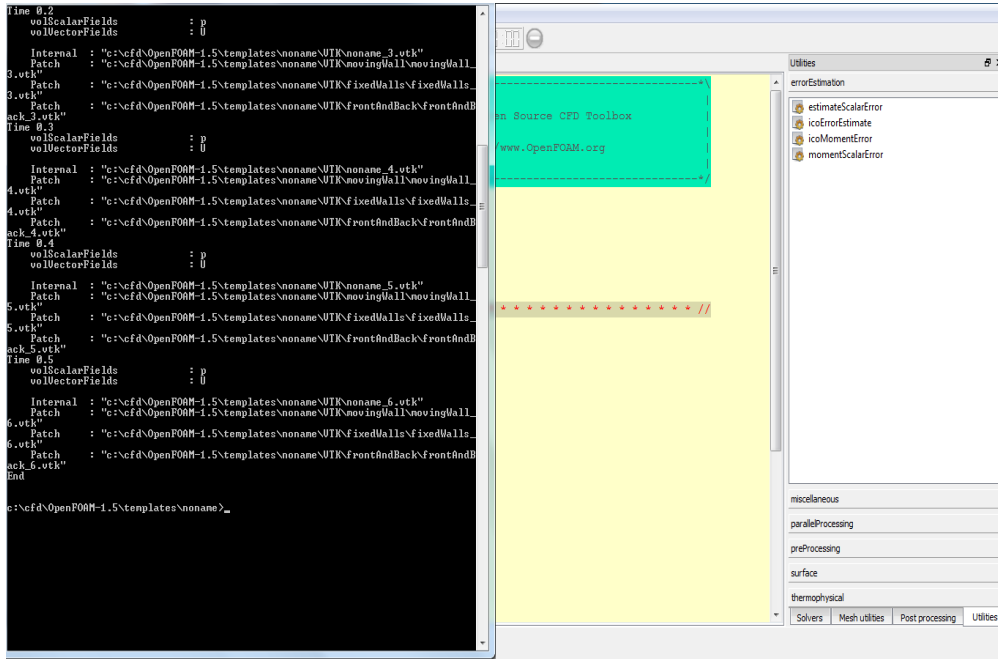 Time 0.2
volScalarFields : p
volVectorFields : U
Internal : "c:\cfd\OpenFOAM-1.5\templates\noname\VTK\noname_3.vtk"
Patch : "c:\cfd\OpenFOAM-1.5\templates\noname\VTK\movingWall\movingWall_
3.vtk"
Patch : "c:\cfd\OpenFOAM-1.5\templates\noname\VTK\fixedWalls\fixedWalls_
3.vtk"
Patch : "c:\cfd\OpenFOAM-1.5\templates\noname\VTK\frontAndBack\frontAndB
ack_3.vtk"
Time 0.3
volScalarFields : p
volVectorFields : U
Internal : "c:\cfd\OpenFOAM-1.5\templates\noname\VTK\noname_4.vtk"
Patch : "c:\cfd\OpenFOAM-1.5\templates\noname\VTK\movingWall\movingWall_
4.vtk"
Patch : "c:\cfd\OpenFOAM-1.5\templates\noname\VTK\fixedWalls\fixedWalls_
4.vtk"
Patch : "c:\cfd\OpenFOAM-1.5\templates\noname\VTK\frontAndBack\frontAndB
ack_4.vtk"
Time 0.4
volScalarFields : p
volVectorFields : U
Internal : "c:\cfd\OpenFOAM-1.5\templates\noname\VTK\noname_5.vtk"
Patch : "c:\cfd\OpenFOAM-1.5\templates\noname\VTK\movingWall\movingWall_
5.vtk"
Patch : "c:\cfd\OpenFOAM-1.5\templates\noname\VTK\fixedWalls\fixedWalls_
5.vtk"
Patch : "c:\cfd\OpenFOAM-1.5\templates\noname\VTK\frontAndBack\frontAndB
ack_5.vtk"
Time 0.5
volScalarFields : p
volVectorFields : U
Internal : "c:\cfd\OpenFOAM-1.5\templates\noname\VTK\noname_6.vtk"
Patch : "c:\cfd\OpenFOAM-1.5\templates\noname\VTK\movingWall\movingWall_
6.vtk"
Patch : "c:\cfd\OpenFOAM-1.5\templates\noname\VTK\fixedWalls\fixedWalls_
6.vtk"
Patch : "c:\cfd\OpenFOAM-1.5\templates\noname\VTK\frontAndBack\frontAndB
ack_6.vtk"
End
c:\cfd\OpenFOAM-1.5\templates\noname>_
----------------------------*\
|
en Source CFD Toolbox |
|
/www.OpenFOAM.org |
|
----------------------------*/
* * * * * * * * * * * * * * * //
Utilities
errorEstimation
estimateScalarError
icoErrorEstimate
icoMomentError
momentScalarError
miscellaneous
parallelProcessing
preProcessing
surface
thermophysical
Solvers Mesh utilities Post processing Utilities